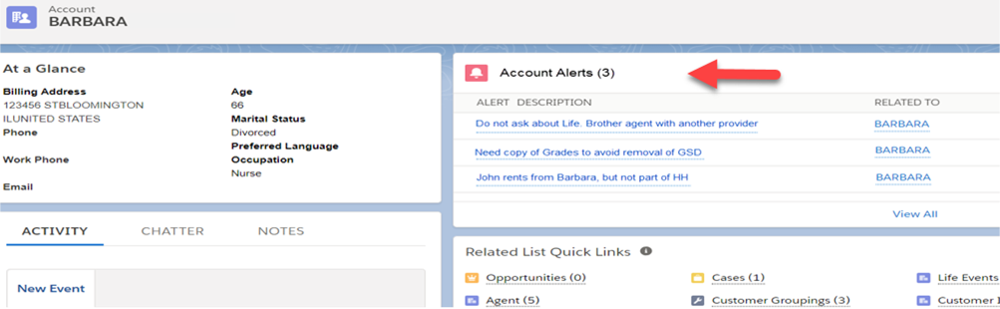 Account
BARBARA
At a Glance
Billing Address
123456 STBLOOMINGTON
ILUNITED STATES
Phone
Work Phone
Email
Age
66
Marital Status
Divorced
Preferred Language
Occupation
Nurse
ACTIVITY CHATTER NOTES
New Event
Account Alerts (3)
ALERT DESCRIPTION RELATED TO
Do not ask about Life. Brother agent with another provider BARBARA
Need copy of Grades to avoid removal of GSD BARBARA
John rents from Barbara, but not part of HH BARBARA
View All
Related List Quick Links
Opportunities (0) Cases (1) Life Events
Agent (5) Customer Groupings (3) Customer